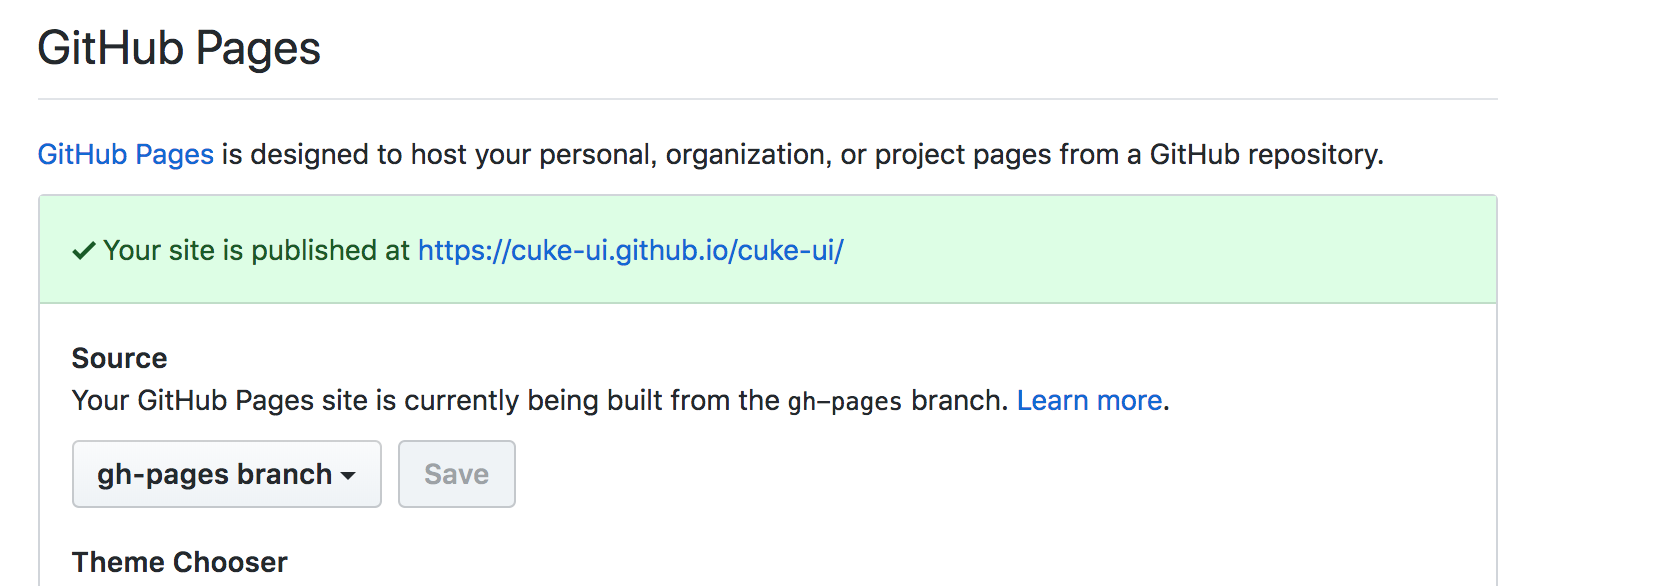 GitHub Pages
GitHub Pages is designed to host your personal, organization, or project pages from a GitHub repository.
Your site is published at https://cuke-ui.github.io/cuke-ui/
Source
Your GitHub Pages site is currently being built from the gh-pages branch. Learn more.
gh-pages branch Save
Theme Chooser